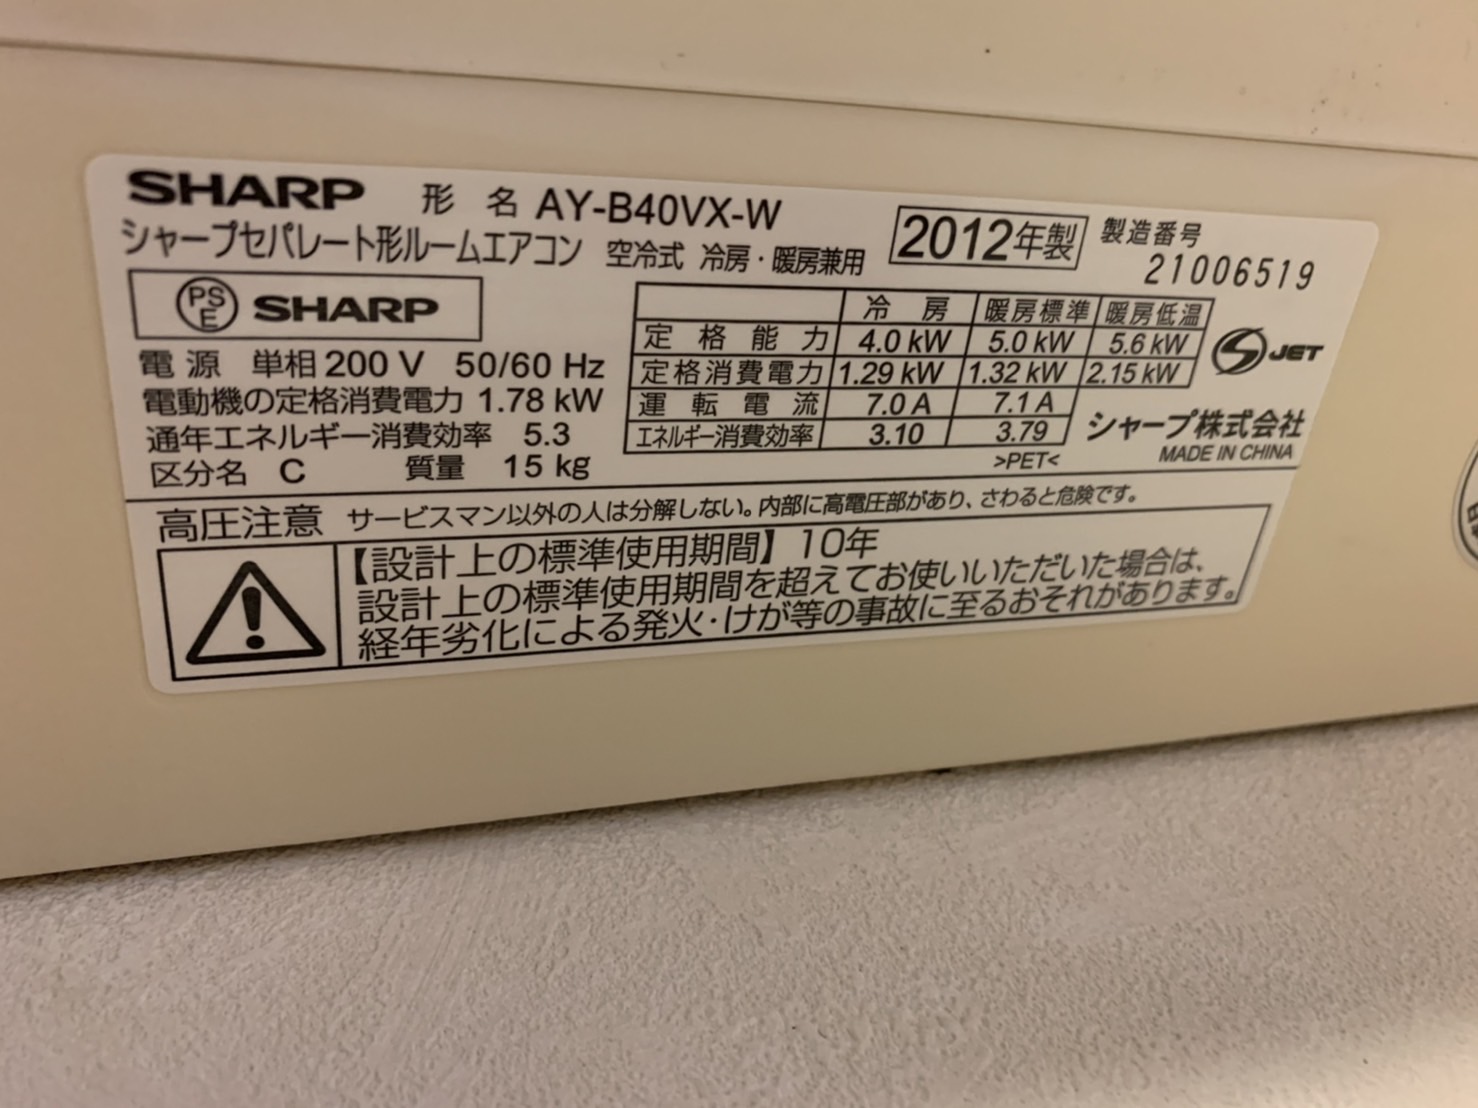 SHARP 形名 AY-B40VX-W
シャープセパレート形ルームエアコン 空冷式 冷房・暖房兼用
2012年製
製造番号
21006519
PS E SHARP
電源 単相 200 V 50/60 Hz
電動機の定格消費電力 1.78 kW
通年エネルギー消費効率 5.3
区分名 C 質量 15 kg
冷房 暖房標準 暖房低温
定格能力 4.0 kW 5.0 kW 5.6 kW
定格消費電力 1.29 kW 1.32 kW 2.15 kW
運転電流 7.0 A 7.1 A
エネルギー消費効率 3.10 3.79
>PET<
JET
シャープ株式会社
MADE IN CHINA
高圧注意 サービスマン以外の人は分解しない。内部に高電圧部があり、さわると危険です。
【設計上の標準使用期間】10年
設計上の標準使用期間を超えてお使いいただいた場合は、
経年劣化による発火・けが等の事故に至るおそれがあります。